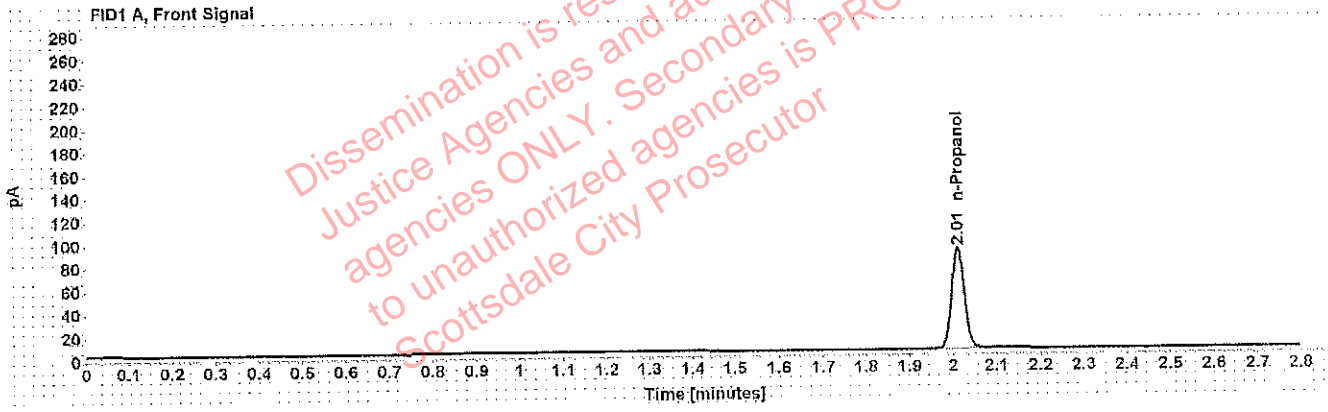 FID1 A, Front Signal
280
260
240
220
200
180
160
140
120
100
80
60
40
20
0
pA
2.01 n-Propanol
0 0.1 0.2 0.3 0.4 0.5 0.6 0.7 0.8 0.9 1 1.1 1.2 1.3 1.4 1.5 1.6 1.7 1.8 1.9 2 2.1 2.2 2.3 2.4 2.5 2.6 2.7 2.8
Time [minutes]
Dissemination is
Justice Agencies and
agencies ONLY. Secondary
to unauthorized agencies is
Scottsdale City Prosecutor